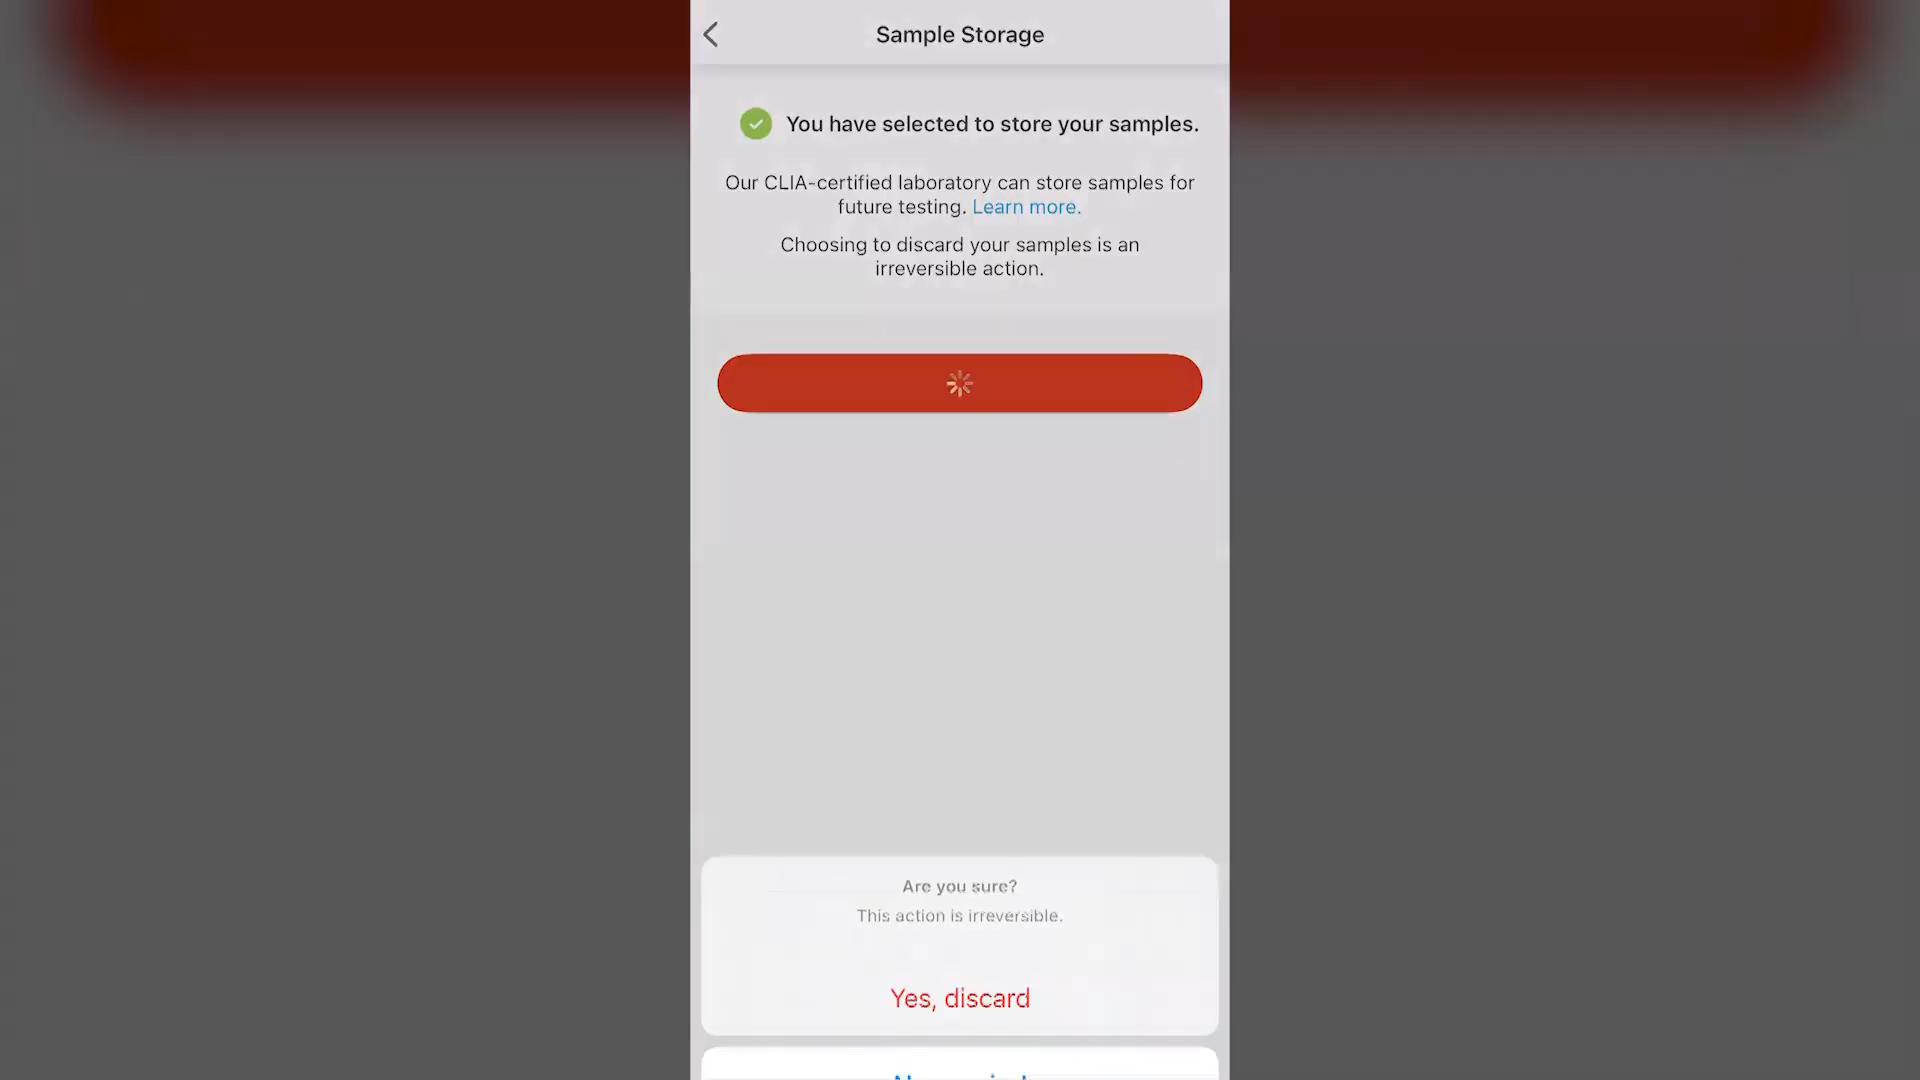 Sample Storage
You have selected to store your samples.
Our CLIA-certified laboratory can store samples for
future testing. Learn more.
Choosing to discard your samples is an
irreversible action.
Are you sure?
This action is irreversible.
Yes, discard